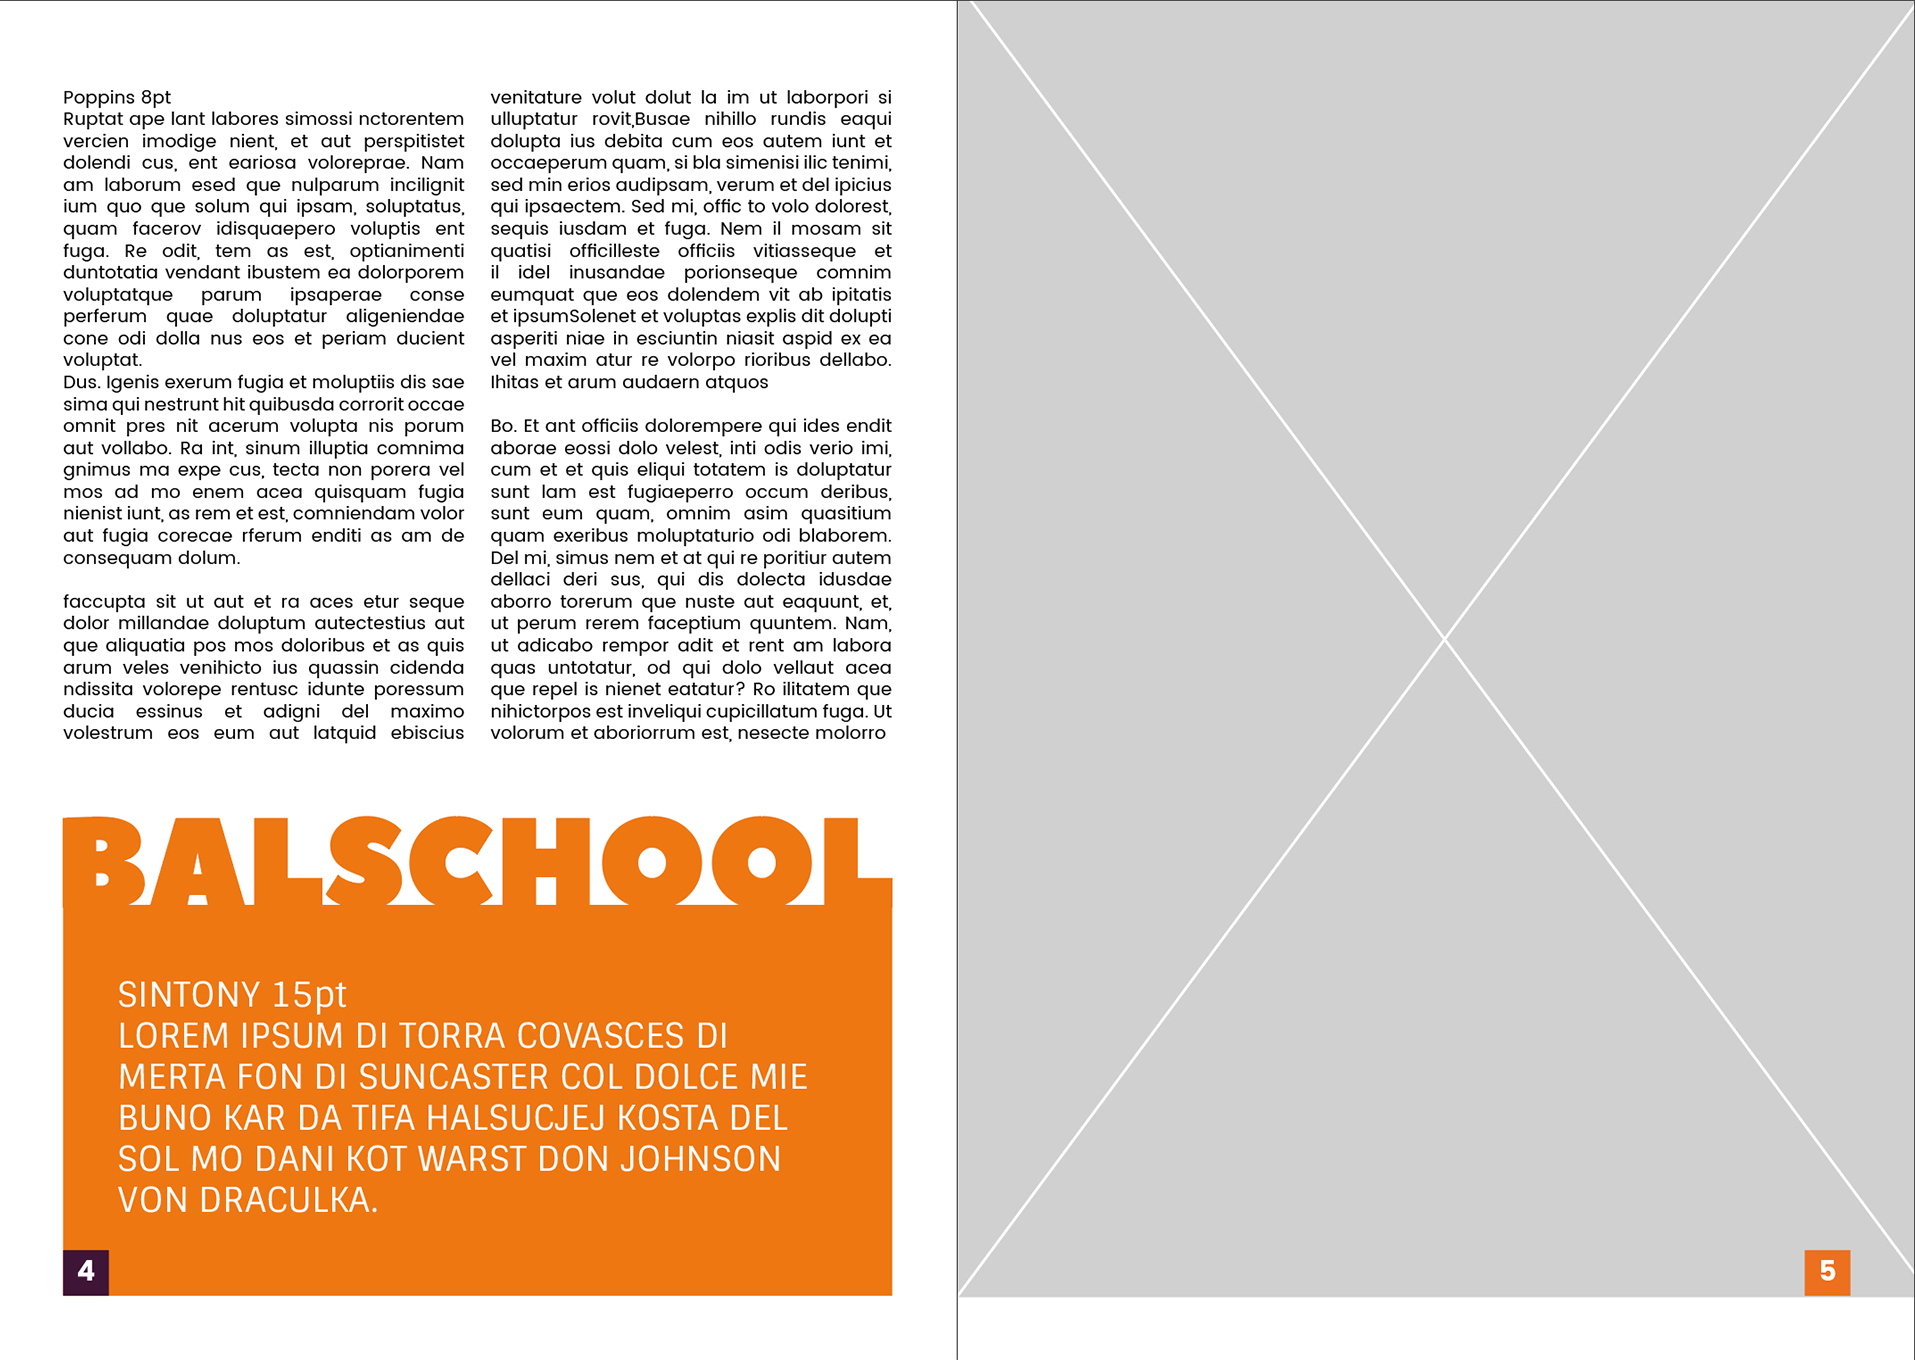 Poppins 8pt
Ruptat ape lant labores simossi nctorentem
vercien imodige nient, et aut perspitistet
dolendi cus, ent eariosa voloreprae. Nam
am laborum esed que nulparum incilignit
ium quo que solum qui ipsam, soluptatus,
quam facerov idisquaepero voluptis ent
fuga. Re odit, tem as est, optianimenti
duntotatia vendant ibustem ea dolorporem
voluptatque parum ipsaperae conse
perferum quae doluptatur aligeniendae
cone odi dolla nus eos et periam ducient
voluptat.
Dus. Igenis exerum fugia et moluptiis dis sae
sima qui nestrunt hit quibusda corrorit occae
omnit pres nit acerum volupta nis porum
aut vollabo. Ra int, sinum illuptia comnima
gnimus ma expe cus, tecta non porera vel
mos ad mo enem acea quisquam fugia
nienist iunt, as rem et est, comniendam volor
aut fugia corecae rferum enditi as am de
consequam dolum.
faccupta sit ut aut et ra aces etur seque
dolor millandae doluptum autectestius aut
que aliquatia pos mos doloribus et as quis
arum veles venihicto ius quassin cidenda
ndissita volorepe rentusc idunte poressum
ducia essinus et adigni del maximo
volestrum eos eum aut latquid ebiscius
venitature volut dolut la im ut laborpori si
ulluptatur rovit,Busae nihillo rundis eaqui
dolupta ius debita cum eos autem iunt et
occaeperum quam, si bla simenisi ilic tenimi,
sed min erios audipsam, verum et del ipicius
qui ipsaectem. Sed mi, offic to volo dolorest,
sequis iusdam et fuga. Nem il mosam sit
quatisi officilleste officiis vitiasseque et
il idel inusandae porionseque comnim
eumquat que eos dolendem vit ab ipitatis
et ipsumSolenet et voluptas explis dit dolupti
asperiti niae in esciuntin niasit aspid ex ea
vel maxim atur re volorpo rioribus dellabo.
Ihitas et arum audaern atquos
Bo. Et ant officiis dolorempere qui ides endit
aborae eossi dolo velest, inti odis verio imi,
cum et et quis eliqui totatem is doluptatur
sunt lam est fugiaeperro occum deribus,
sunt eum quam, omnim asim quasitium
quam exeribus moluptaturio odi blaborem.
Del mi, simus nem et at qui re poritiur autem
dellaci deri sus, qui dis dolecta idusdae
aborro torerum que nuste aut eaquunt, et,
ut perum rerem faceptium quuntem. Nam,
ut adicabo rempor adit et rent am labora
quas untotatur, od qui dolo vellaut acea
que repel is nienet eatatur? Ro ilitatem que
nihictorpos est inveliqui cupicillatum fuga. Ut
volorum et aboriorrum est, nesecte molorro
BALSCHOOL
SINTONY 15pt
LOREM IPSUM DI TORRA COVASCES DI
MERTA FON DI SUNCASTER COL DOLCE MIE
BUNO KAR DA TIFA HALSUCJEJ KOSTA DEL
SOL MO DANI KOT WARST DON JOHNSON
VON DRACULKA.
4
5